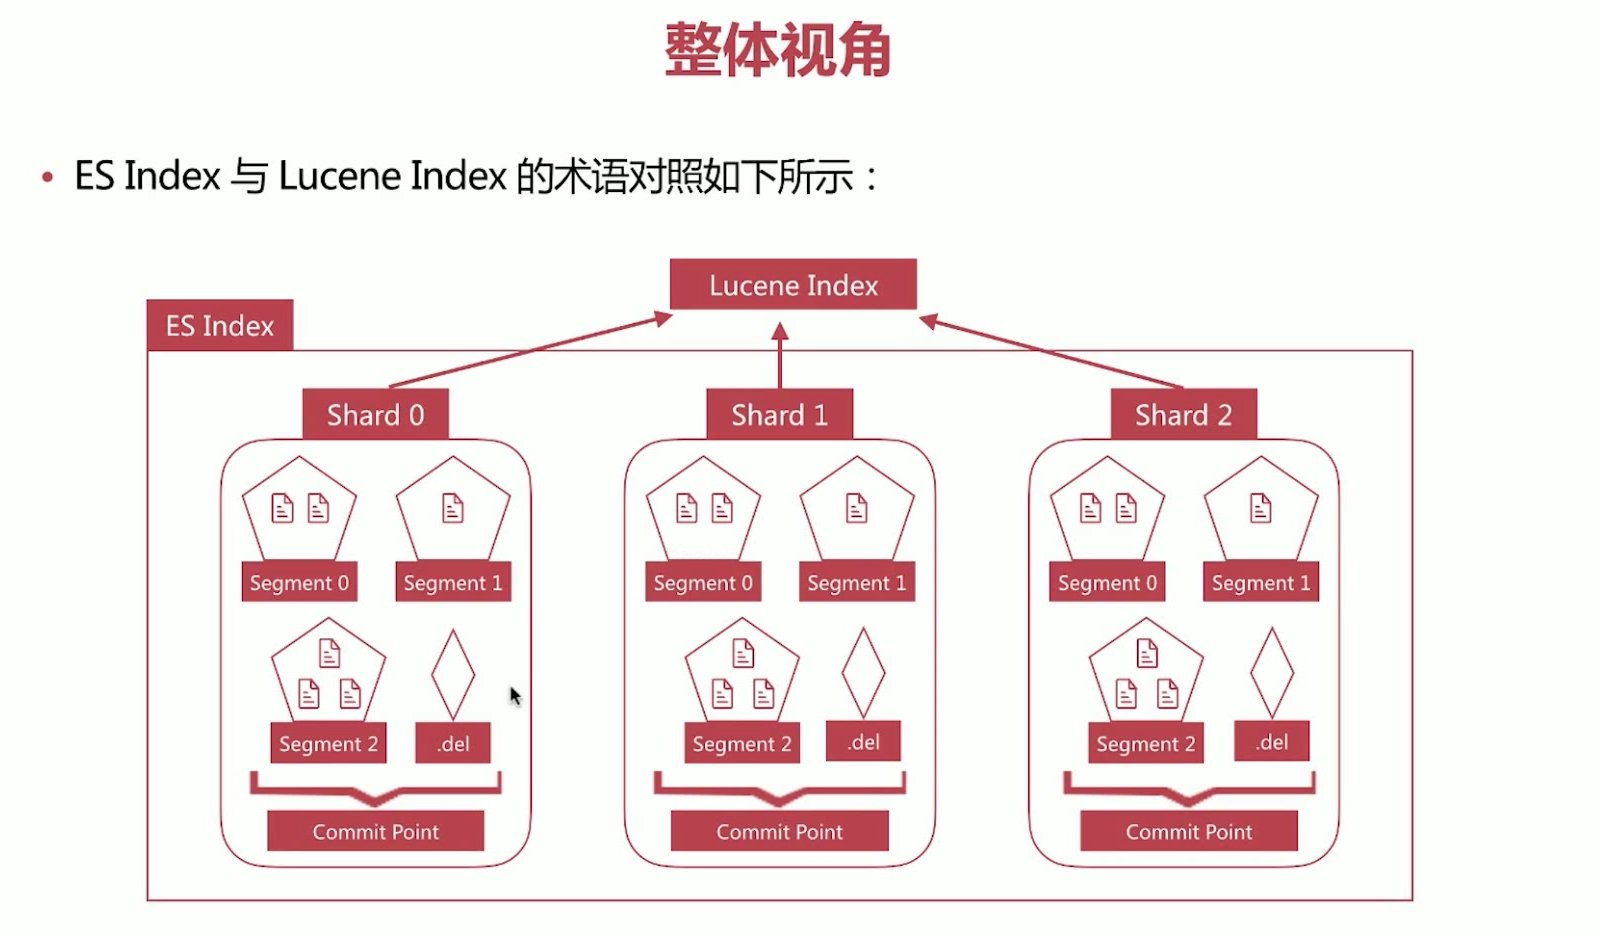 整体视角
• ES Index 与 Lucene Index 的术语对照如下所示：
Lucene Index
ES Index
Shard 0
Shard 1
Shard 2
Segment 0
Segment 1
Segment 0
Segment 1
Segment 0
Segment 1
Segment 2
.del
Segment 2
.del
Segment 2
.del
Commit Point
Commit Point
Commit Point